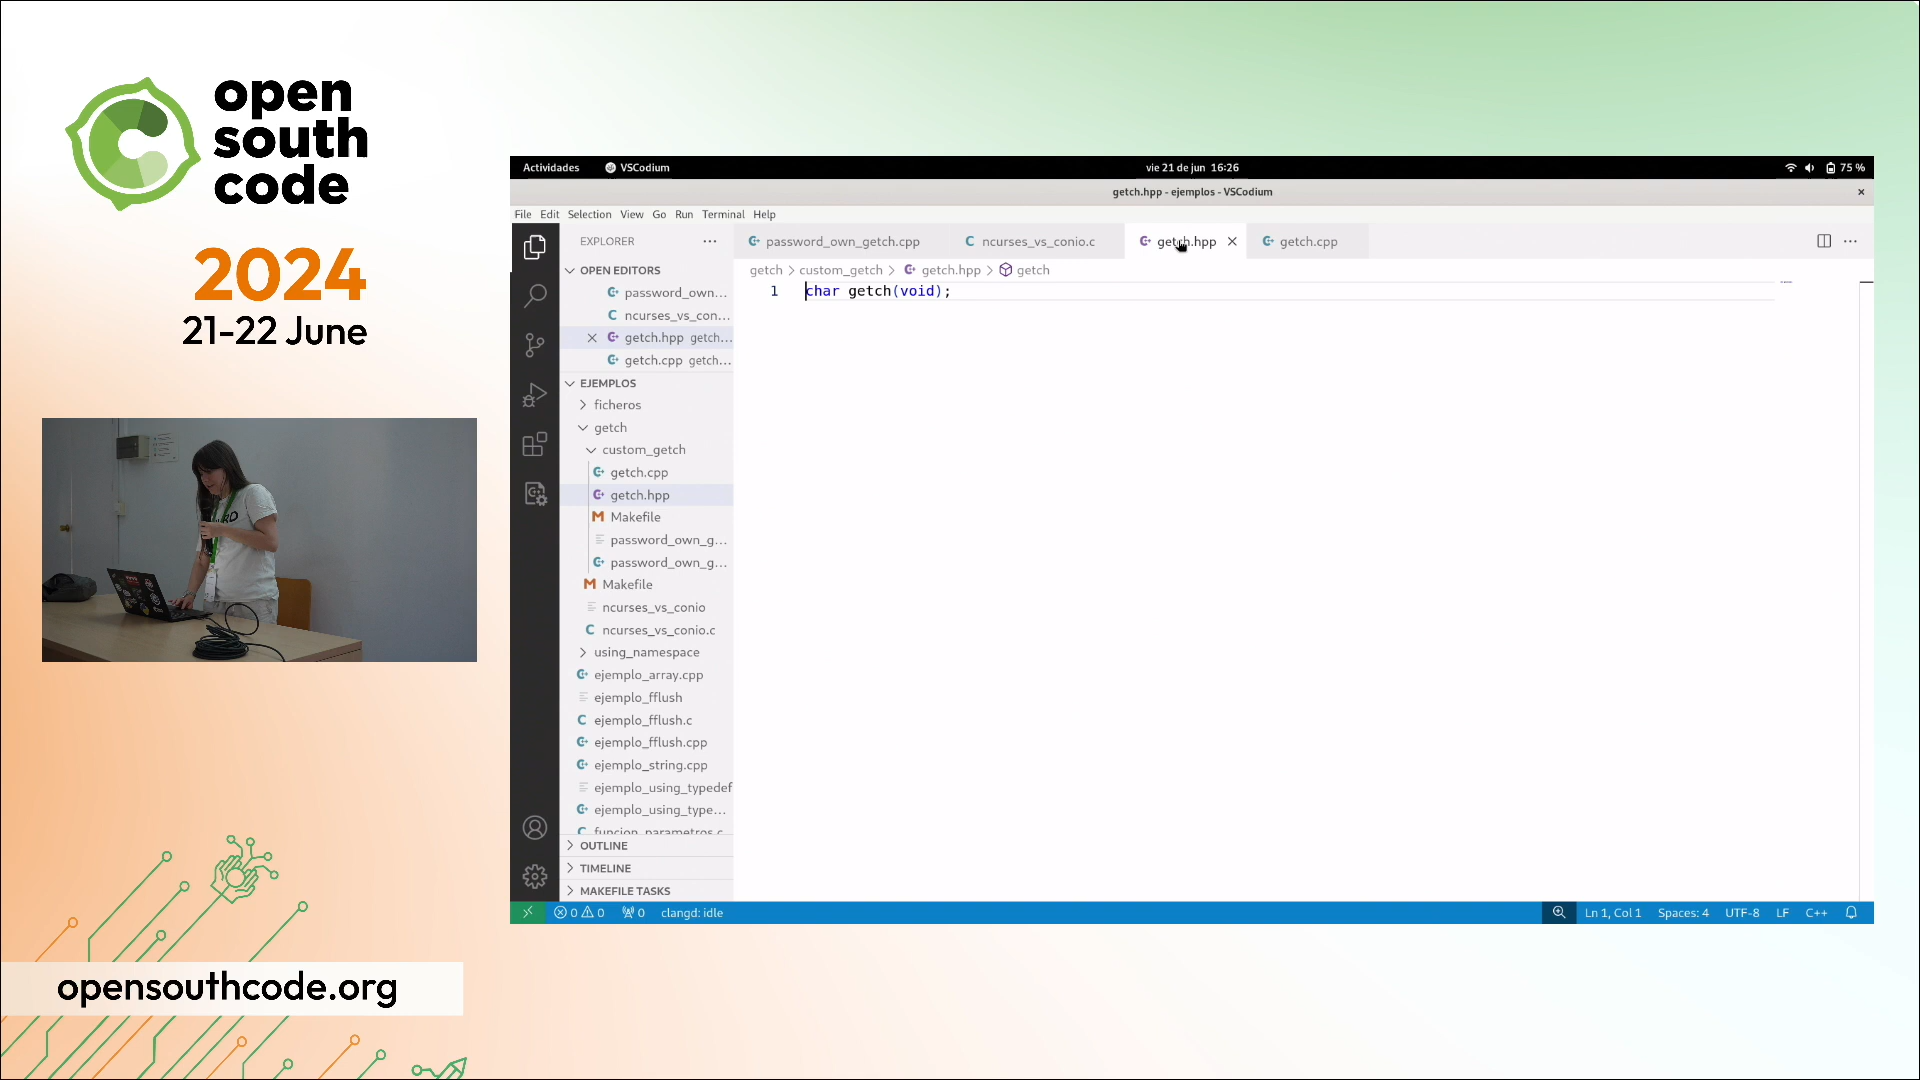 open
south
code
2024
21-22 June
opensouthcode.org
Actividades VSCodium vie 21 de jun 16:26 75 %
getch.hpp - ejemplos - VSCodium
File Edit Selection View Go Run Terminal Help
EXPLORER
password_own_getch.cpp ncurses_vs_conio.c getch.hpp getch.cpp
getch > custom_getch > getch.hpp > getch
1 char getch(void);
OPEN EDITORS
password_own...
ncurses_vs_con...
getch.hpp getch...
getch.cpp getch...
EJEMPLOS
ficheros
getch
custom_getch
getch.cpp
getch.hpp
Makefile
password_own_g...
password_own_g...
Makefile
ncurses_vs_conio
ncurses_vs_conio.c
using_namespace
ejemplo_array.cpp
ejemplo_fflush
ejemplo_fflush.c
ejemplo_fflush.cpp
ejemplo_string.cpp
ejemplo_using_typedef
ejemplo_using_type...
funcion_parametros.c
OUTLINE
TIMELINE
MAKEFILE TASKS
0 0 0 clangd: idle Ln 1, Col 1 Spaces: 4 UTF-8 LF C++